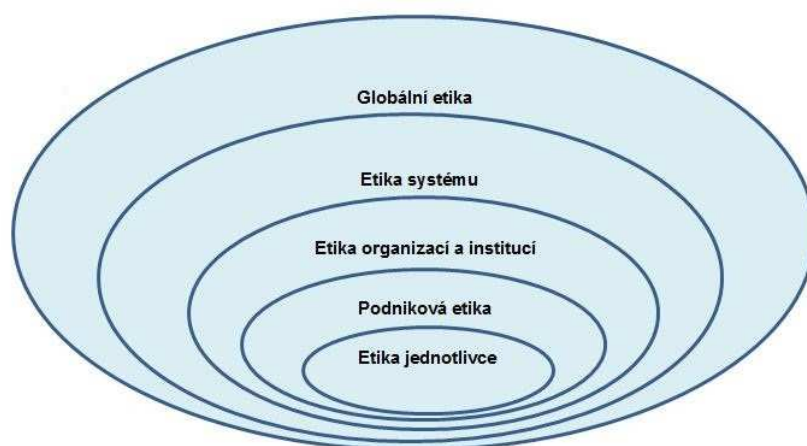 Globální etika
Etika systému
Etika organizací a institucí
Podniková etika
Etika jednotlivce